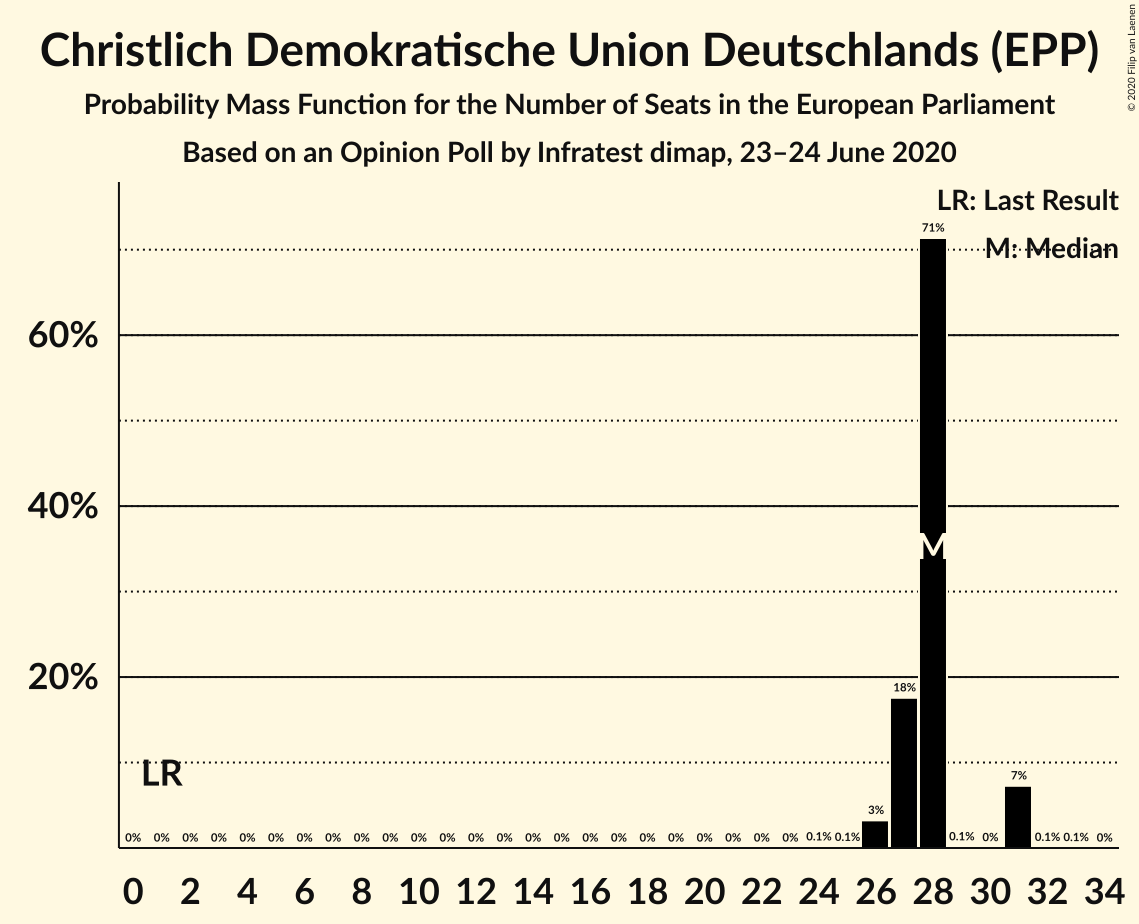 Christlich Demokratische Union Deutschlands (EPP)
Probability Mass Function for the Number of Seats in the European Parliament
Based on an Opinion Poll by Infratest dimap, 23–24 June 2020
© 2020 Filip van Laenen
LR: Last Result
M: Median
71%
60%
40%
M
20%
18%
LR
7%
3%
0% 0% 0% 0% 0% 0% 0% 0% 0% 0% 0% 0% 0% 0% 0% 0% 0% 0% 0% 0% 0% 0% 0% 0% 0.1% 0.1% 0.1% 0% 0.1% 0.1% 0%
0 2 4 6 8 10 12 14 16 18 20 22 24 26 28 30 32 34